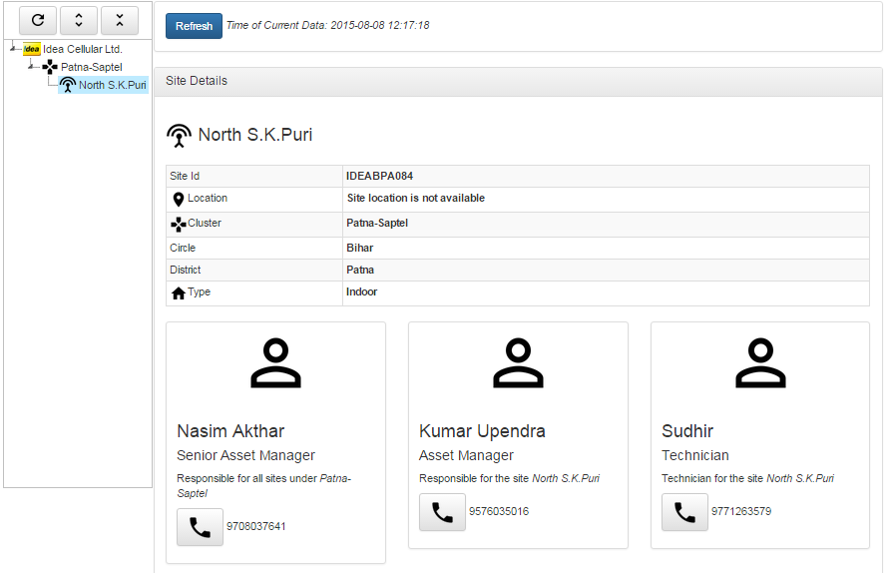 Refresh Time of Current Data: 2015-08-08 12:17:18
Idea Idea Cellular Ltd.
Patna-Saptel
North S.K.Puri
Site Details
North S.K.Puri
Site Id IDEABPA084
Location Site location is not available
Cluster Patna-Saptel
Circle Bihar
District Patna
Type Indoor
Nasim Akthar
Senior Asset Manager
Responsible for all sites under Patna-
Saptel
9708037641
Kumar Upendra
Asset Manager
Responsible for the site North S.K.Puri
9576035016
Sudhir
Technician
Technician for the site North S.K.Puri
9771263579